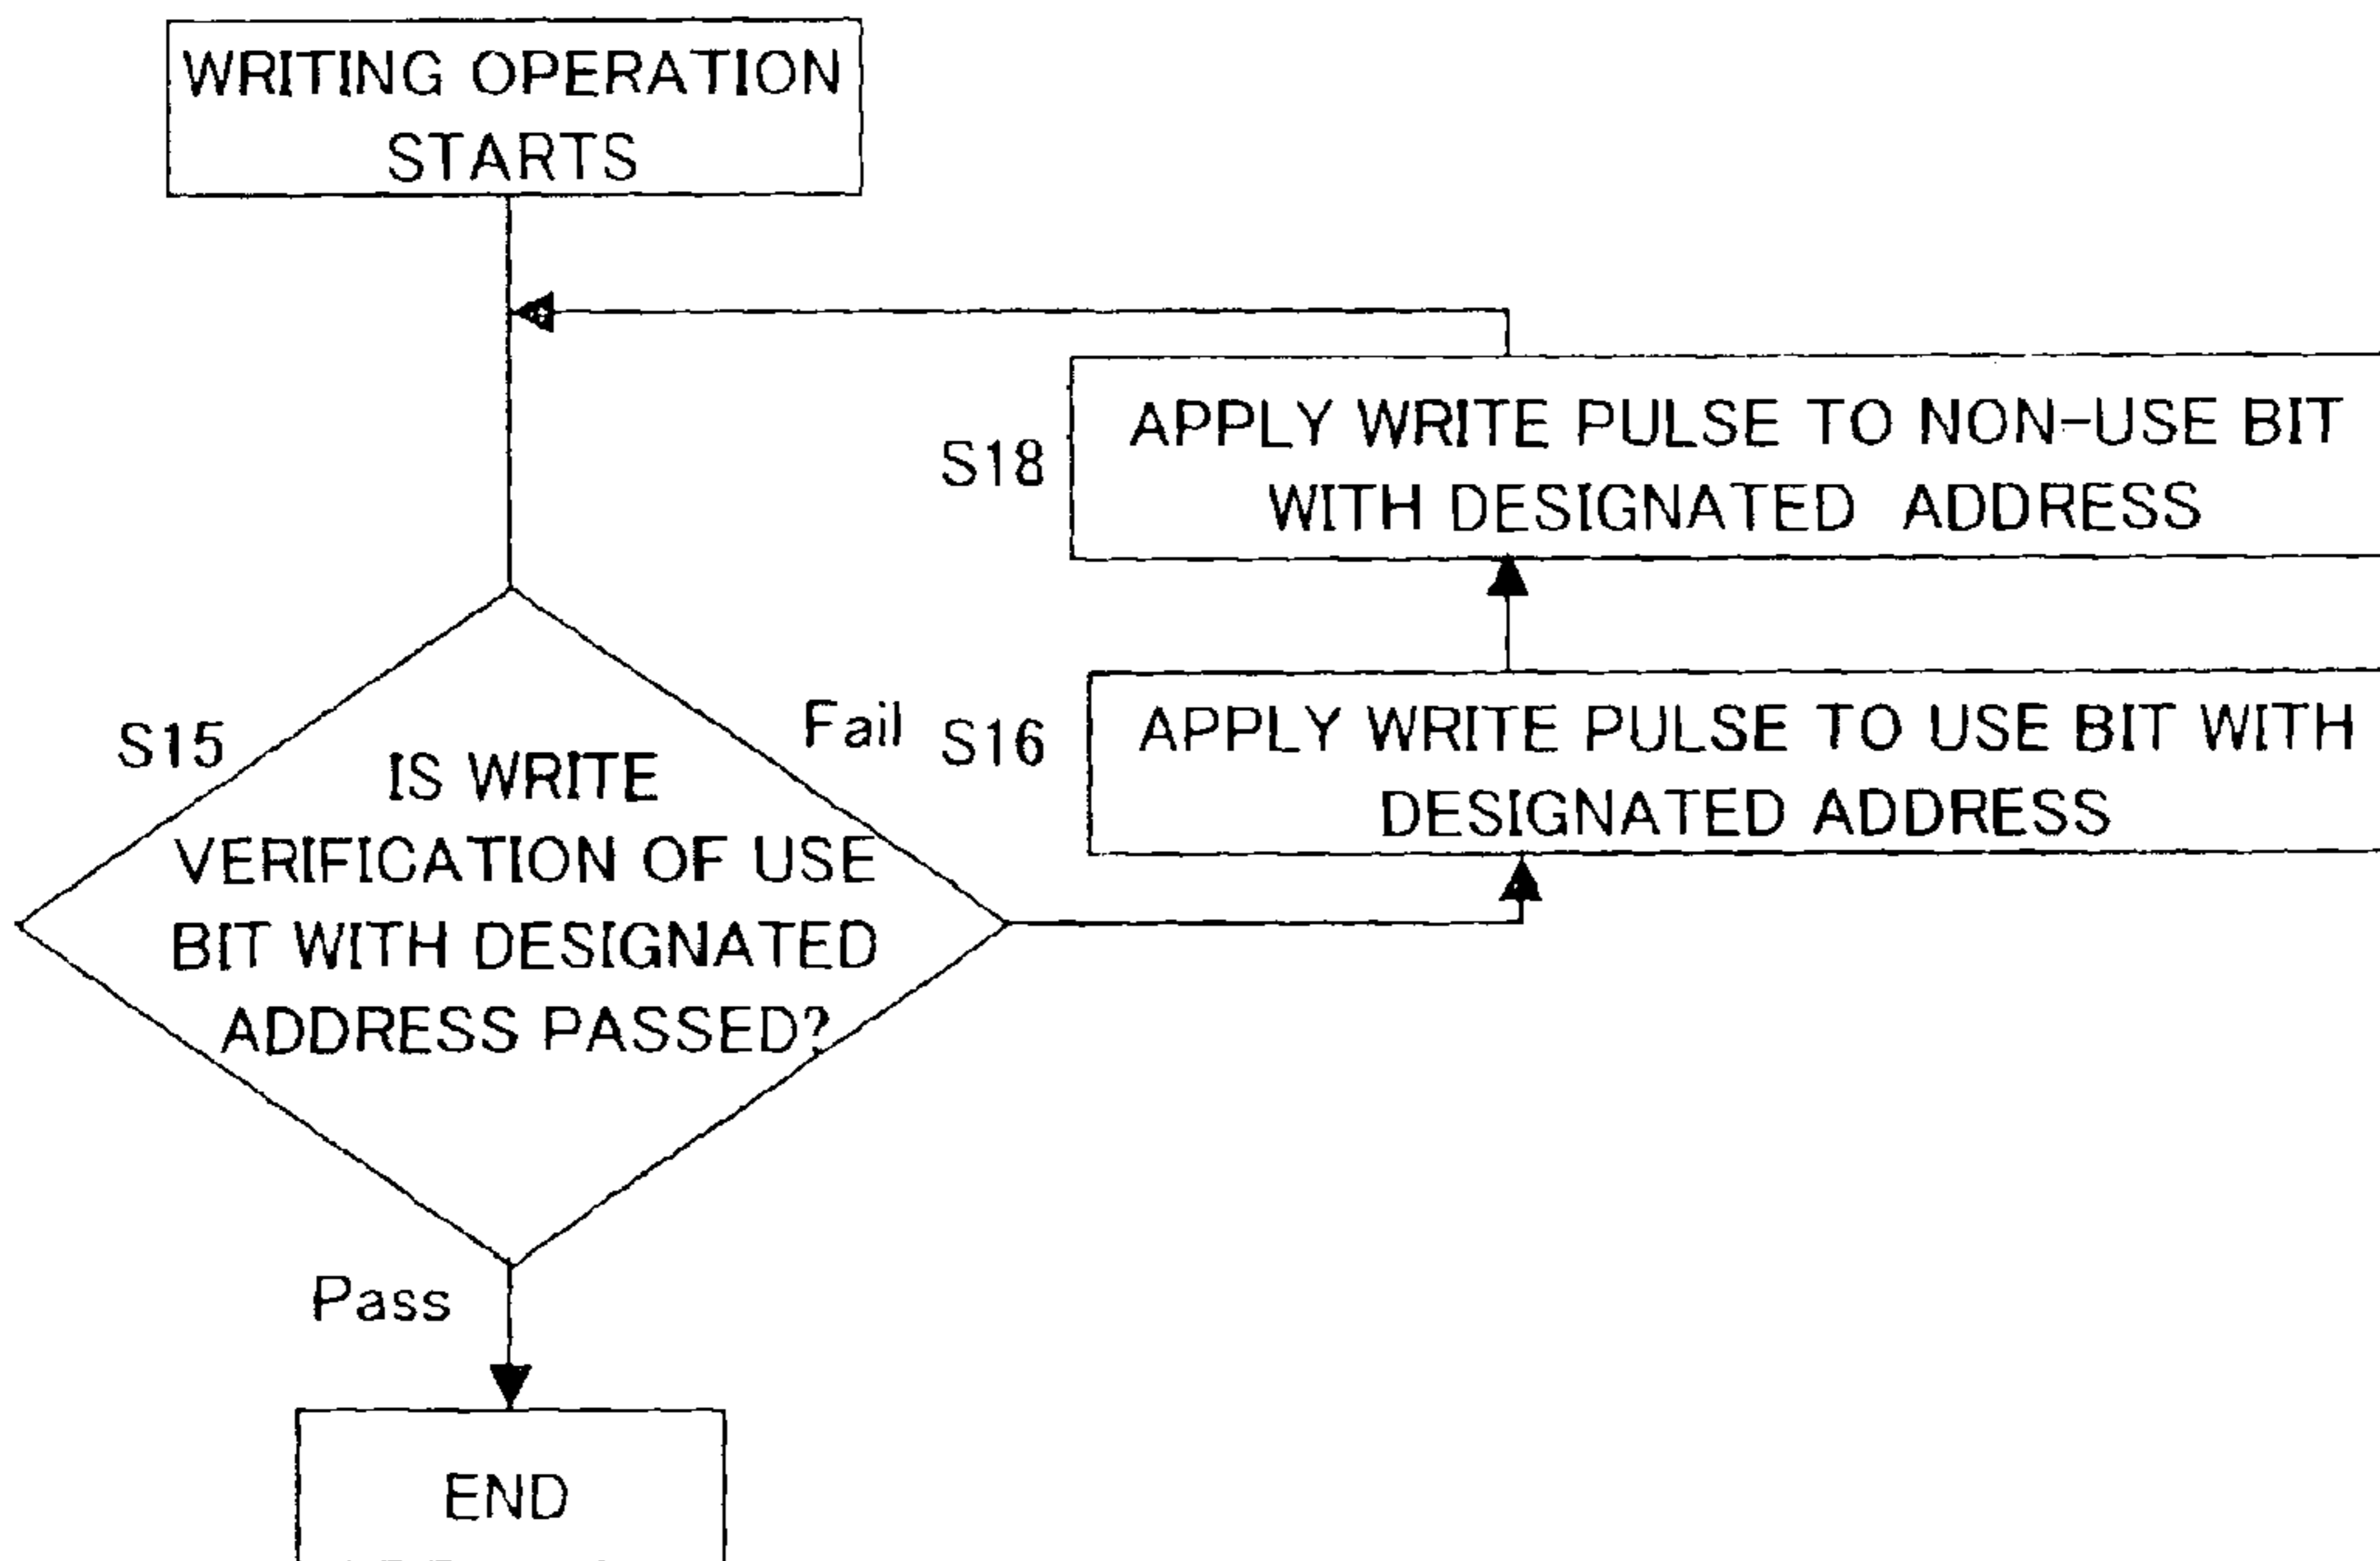 WRITING OPERATION
STARTS
S18
APPLY WRITE PULSE TO NON-USE BIT
WITH DESIGNATED ADDRESS
S15
IS WRITE
VERIFICATION OF USE
BIT WITH DESIGNATED
ADDRESS PASSED?
Fail
S16
APPLY WRITE PULSE TO USE BIT WITH
DESIGNATED ADDRESS
Pass
END